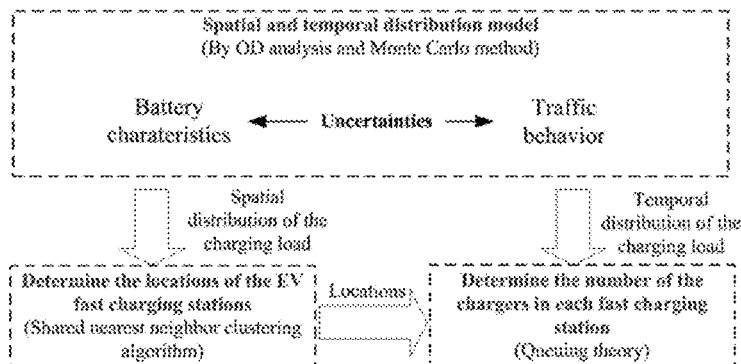 Spatial and temporal distribution model
(By OD analysis and Monte Carlo method)
Battery
charateristics
Uncertainties
Traffic
behavior
Spatial
distribution of the
charging load
Temporal
distribution of the
charging load
Determine the locations of the EV
fast charging stations
(Shared nearest neighbor clustering
algorithm)
Locations
Determine the number of the
chargers in each fast charging
station
(Queuing theory)